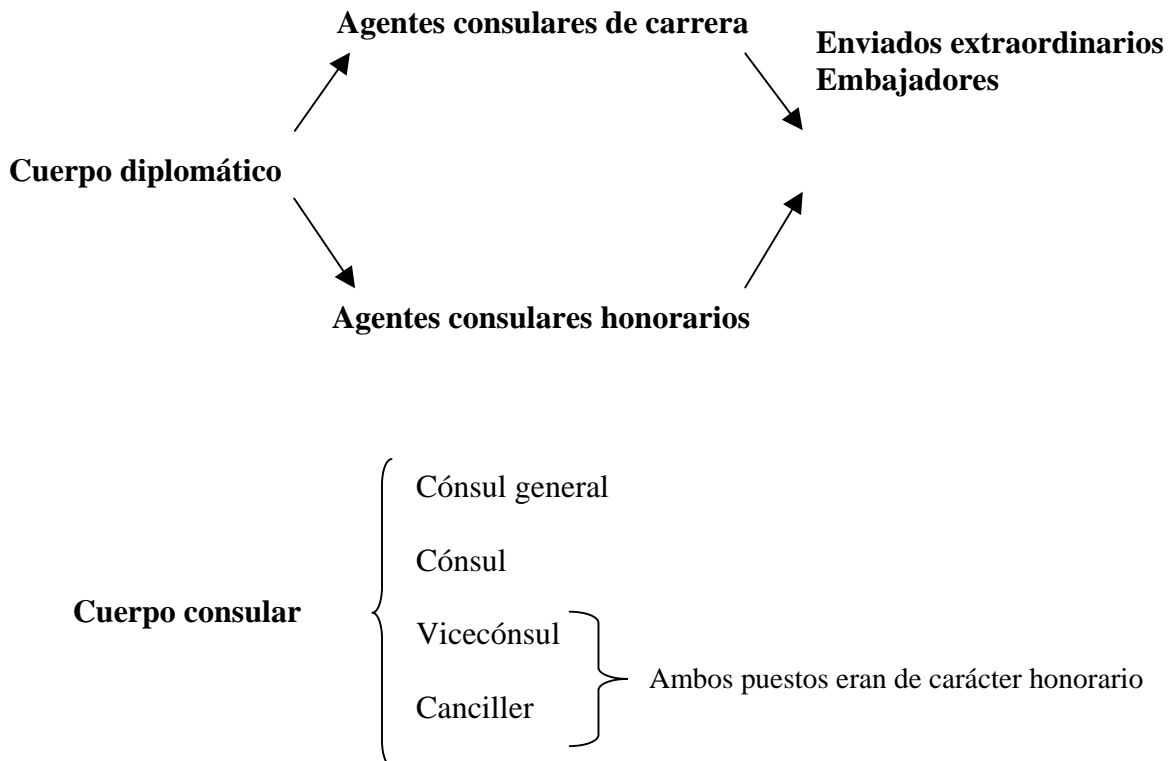 Agentes consulares de carrera
Enviados extraordinarios
Embajadores
Cuerpo diplomático
Agentes consulares honorarios
Cónsul general
Cónsul
Cuerpo consular
Vicecónsul
Ambos puestos eran de carácter honorario
Canciller